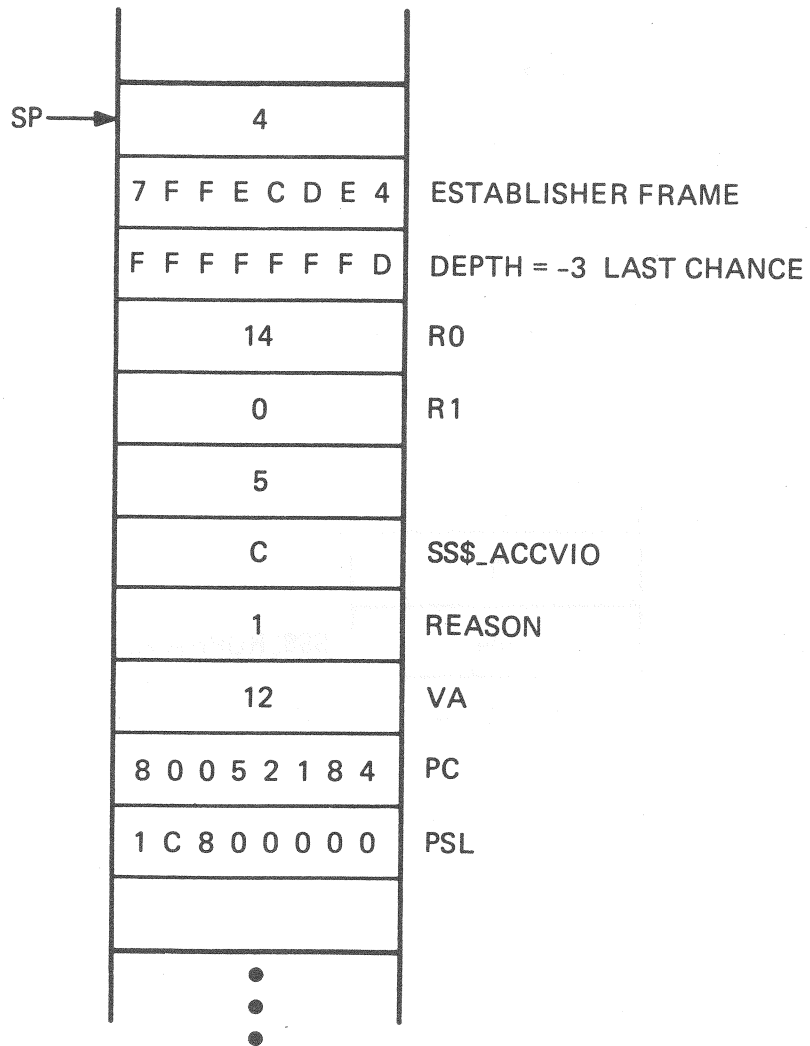 SP 4
7 F F E C D E 4 ESTABLISHER FRAME
F F F F F F F D DEPTH = -3 LAST CHANCE
14 R0
0 R1
5
C SS$_ACCVIO
1 REASON
12 VA
8 0 0 5 2 1 8 4 PC
1 C 8 0 0 0 0 0 PSL